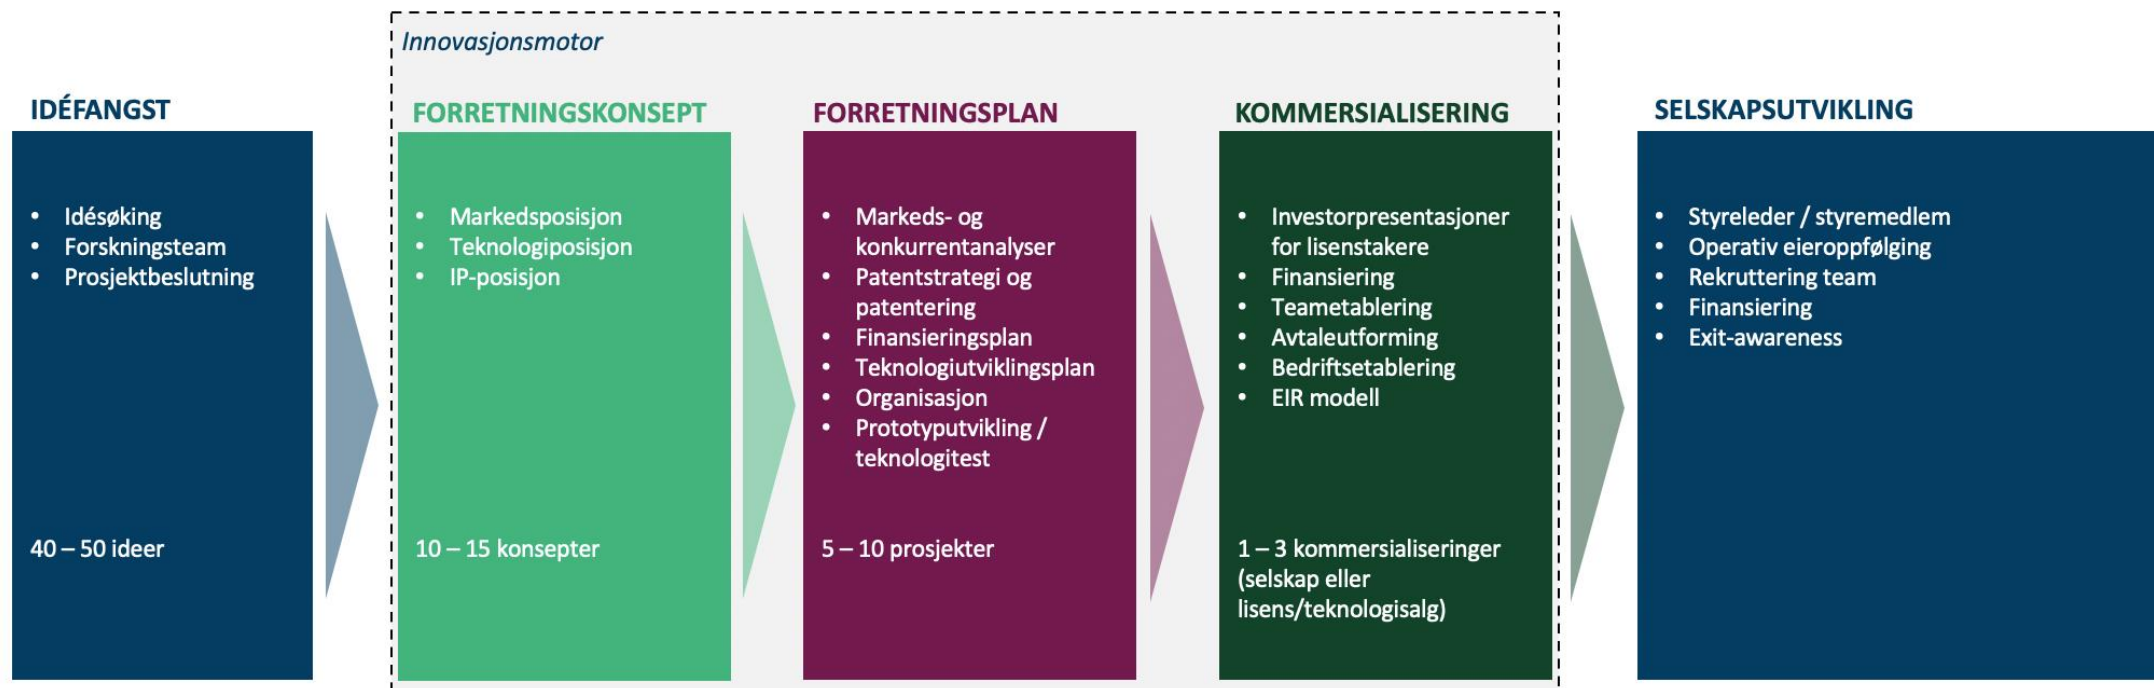 Innovasjonsmotor
IDÉFANGST
• Idésøking
• Forskningsteam
• Prosjektbeslutning
40 – 50 ideer
FORRETNINGSKONSEPT
• Markedsposisjon
• Teknologiposisjon
• IP-posisjon
10 – 15 konsepter
FORRETNINGSPLAN
• Markeds- og
konkurrentanalyser
• Patentstrategi og
patentering
• Finansieringsplan
• Teknologiutviklingsplan
• Organisasjon
• Prototyputvikling /
teknologitest
5 – 10 prosjekter
KOMMERSIALISERING
• Investorpresentasjoner
for lisenstakere
• Finansiering
• Teametablering
• Avtaleutforming
• Bedriftsetablering
• EIR modell
1 – 3 kommersialiseringer
(selskap eller
lisens/teknologisalg)
SELSKAPSUTVIKLING
• Styreleder / styremedlem
• Operativ eieroppfølging
• Rekruttering team
• Finansiering
• Exit-awareness